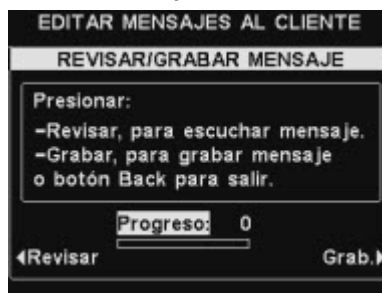 EDITAR MENSAJES AL CLIENTE
REVISAR/GRABAR MENSAJE
Presionar:
-Revisar, para escuchar mensaje.
-Grabar, para grabar mensaje
o botón Back para salir.
Progreso: 0
◀Revisar Grab.▶